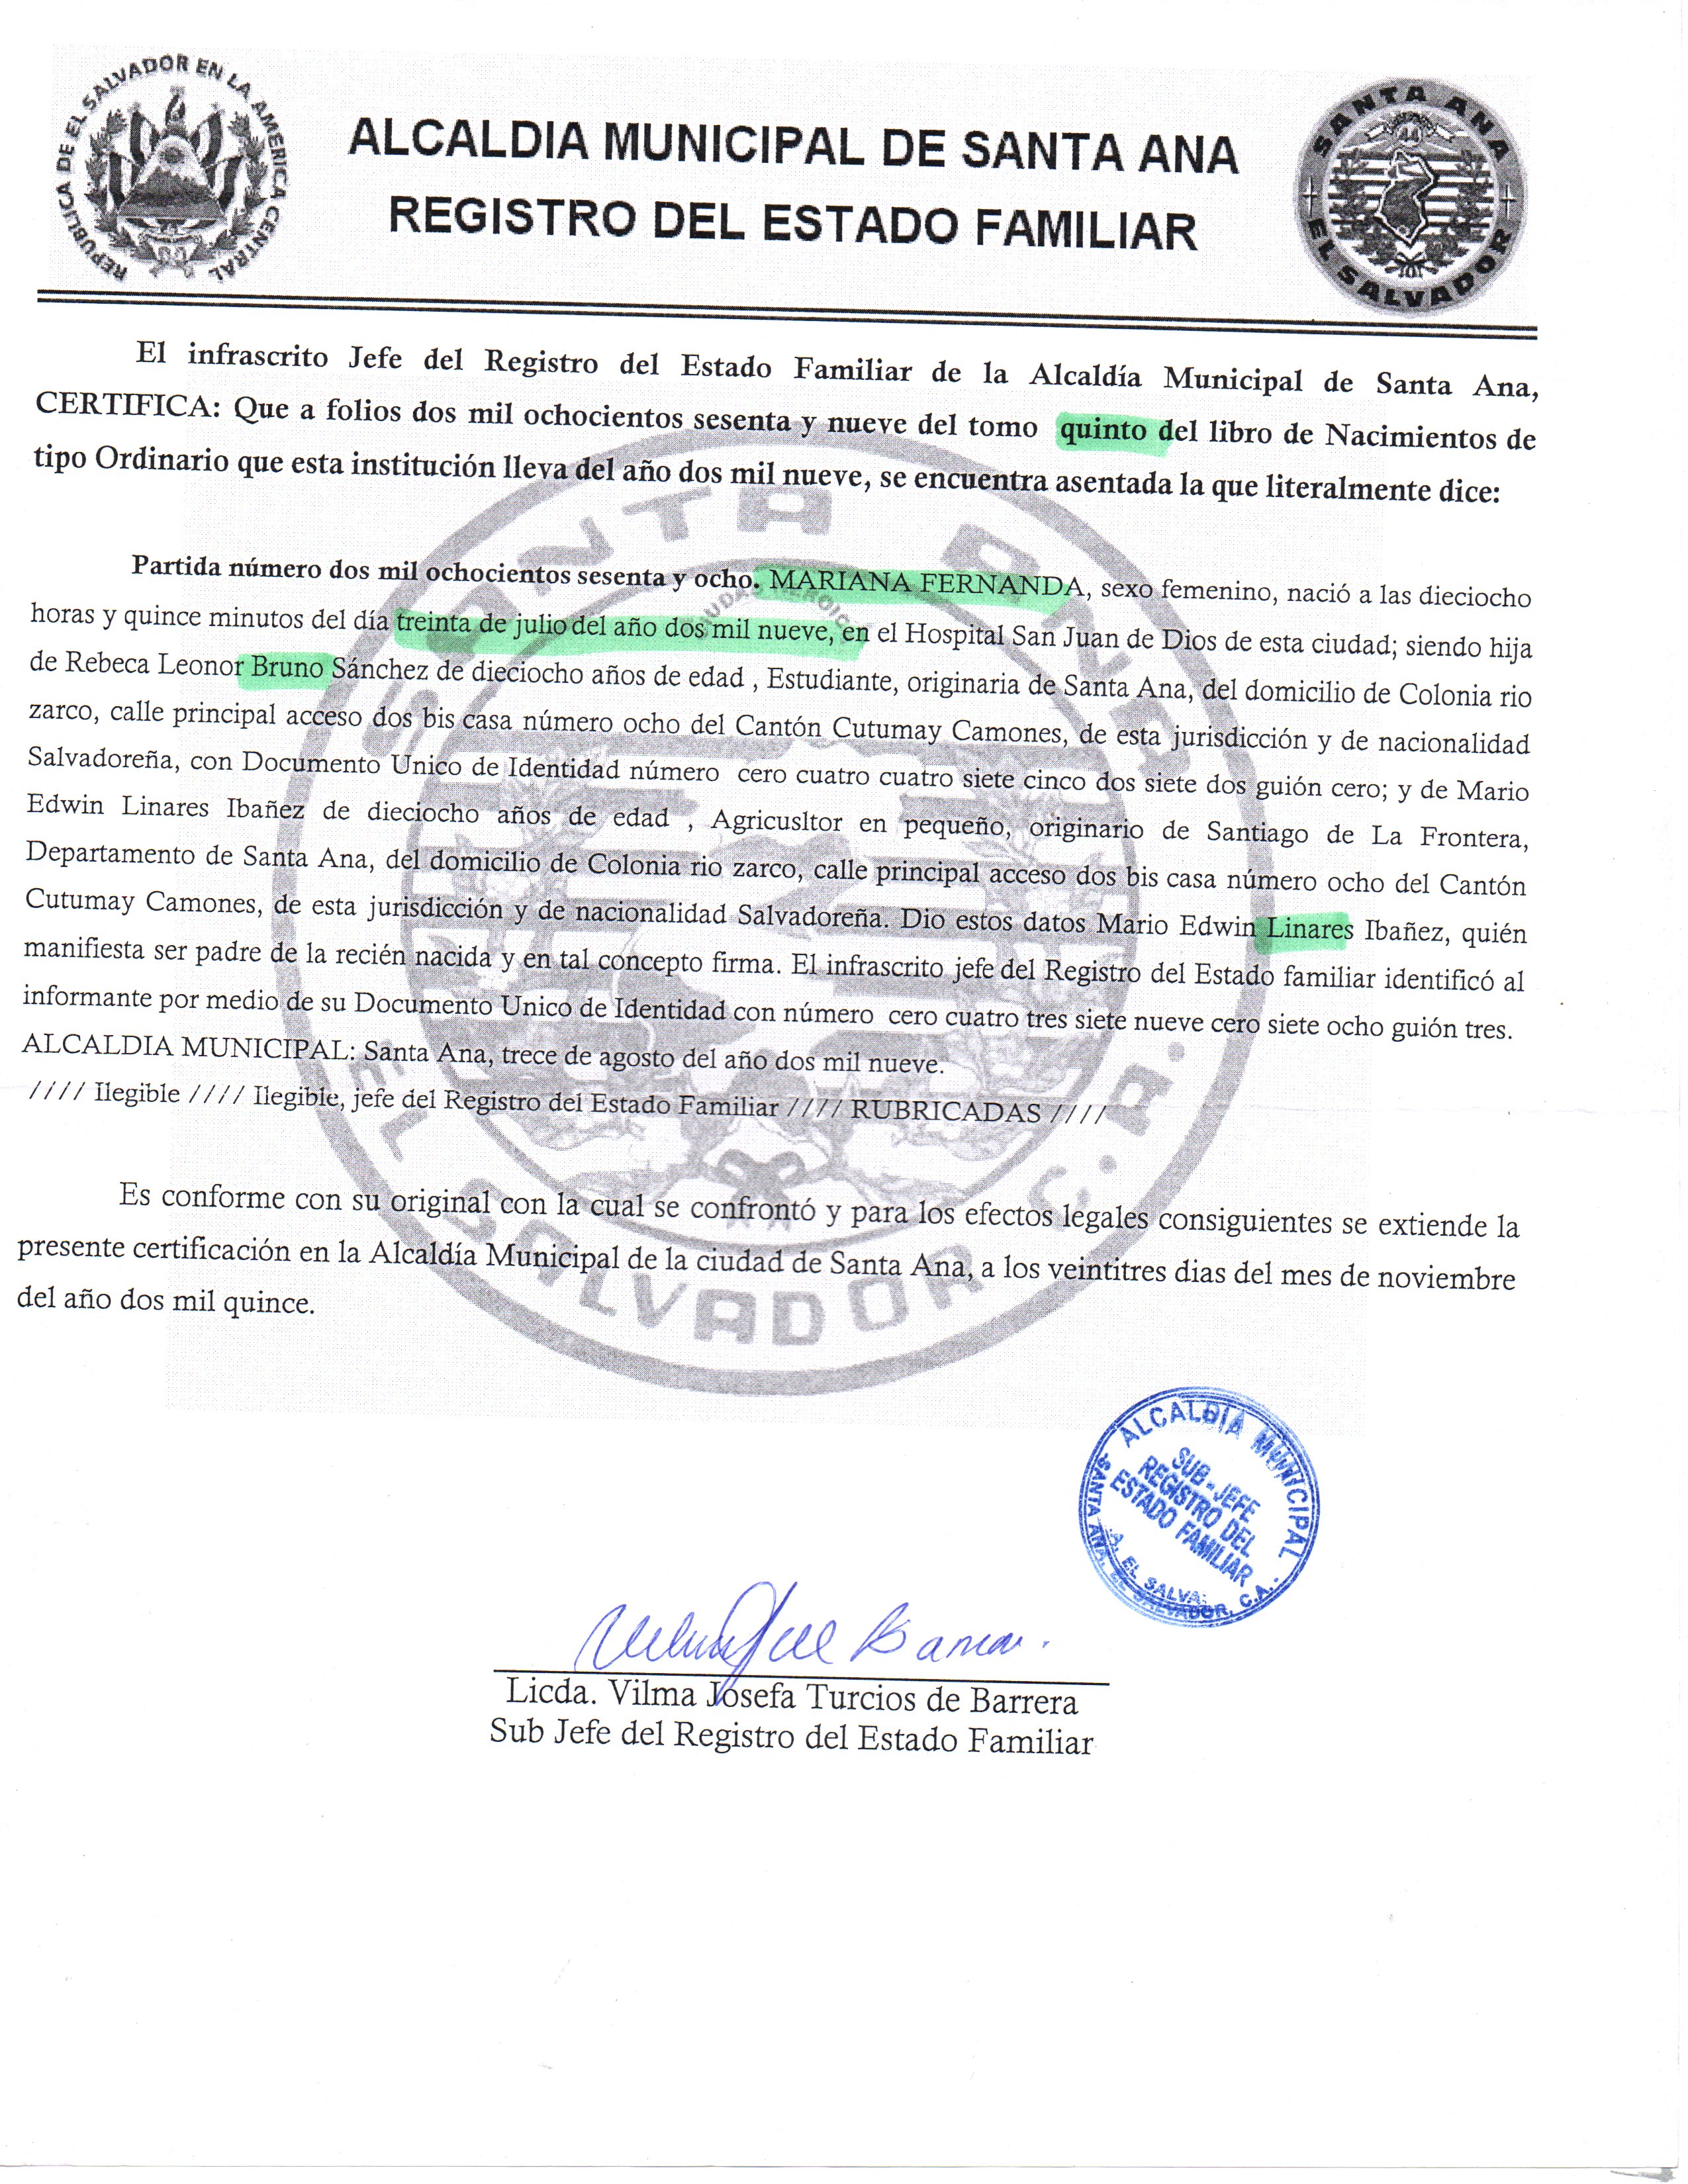 REPUBLICA DE EL SALVADOR EN LA AMERICA CENTRAL
ALCALDIA MUNICIPAL DE SANTA ANA
REGISTRO DEL ESTADO FAMILIAR
SANTA ANA
EL SALVADOR
El infrascrito Jefe del Registro del Estado Familiar de la Alcaldía Municipal de Santa Ana,
CERTIFICA: Que a folios dos mil ochocientos sesenta y nueve del tomo quinto del libro de Nacimientos de
tipo Ordinario que esta institución lleva del año dos mil nueve, se encuentra asentada la que literalmente dice:
Partida número dos mil ochocientos sesenta y ocho. MARIANA FERNANDA, sexo femenino, nació a las dieciocho
horas y quince minutos del día treinta de julio del año dos mil nueve, en el Hospital San Juan de Dios de esta ciudad; siendo hija
de Rebeca Leonor Bruno Sánchez de dieciocho años de edad , Estudiante, originaria de Santa Ana, del domicilio de Colonia rio
zarco, calle principal acceso dos bis casa número ocho del Cantón Cutumay Camones, de esta jurisdicción y de nacionalidad
Salvadoreña, con Documento Unico de Identidad número cero cuatro cuatro siete cinco dos siete dos guión cero; y de Mario
Edwin Linares Ibañez de dieciocho años de edad , Agricusltor en pequeño, originario de Santiago de La Frontera,
Departamento de Santa Ana, del domicilio de Colonia rio zarco, calle principal acceso dos bis casa número ocho del Cantón
Cutumay Camones, de esta jurisdicción y de nacionalidad Salvadoreña. Dio estos datos Mario Edwin Linares Ibañez, quién
manifiesta ser padre de la recién nacida y en tal concepto firma. El infrascrito jefe del Registro del Estado familiar identificó al
informante por medio de su Documento Unico de Identidad con número cero cuatro tres siete nueve cero siete ocho guión tres.
ALCALDIA MUNICIPAL: Santa Ana, trece de agosto del año dos mil nueve.
//// Ilegible //// Ilegible, jefe del Registro del Estado Familiar //// RUBRICADAS ////
Es conforme con su original con la cual se confrontó y para los efectos legales consiguientes se extiende la
presente certificación en la Alcaldía Municipal de la ciudad de Santa Ana, a los veintitres dias del mes de noviembre
del año dos mil quince.
SANTA ANA
EL SALVADOR C.A.
ALCALDÍA MUNICIPAL
SUB-JEFE
REGISTRO DEL
ESTADO FAMILIAR
SANTA ANA, EL SALVADOR, C.A.
Licda. Vilma Josefa Turcios de Barrera
Sub Jefe del Registro del Estado Familiar